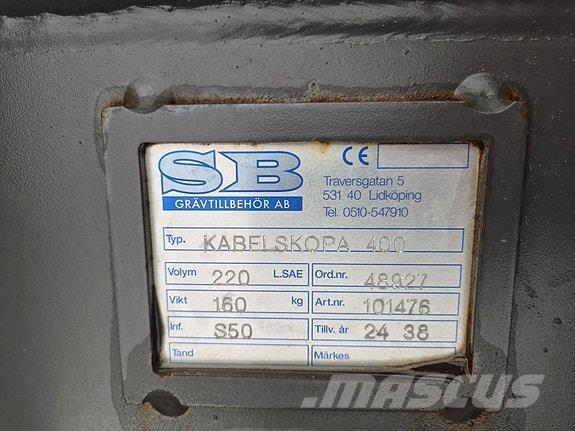 SB
GRÄVTILLBEHÖR AB
CE
Traversgatan 5
531 40 Lidköping
Tel. 0510-547910
Typ. KABELSKOPA 400
Volym 220 L.SAE Ord.nr. 48927
Vikt 160 kg Art.nr. 101476
Inf. S50 Tillv. år 24 38
Tand Märkes
mascus